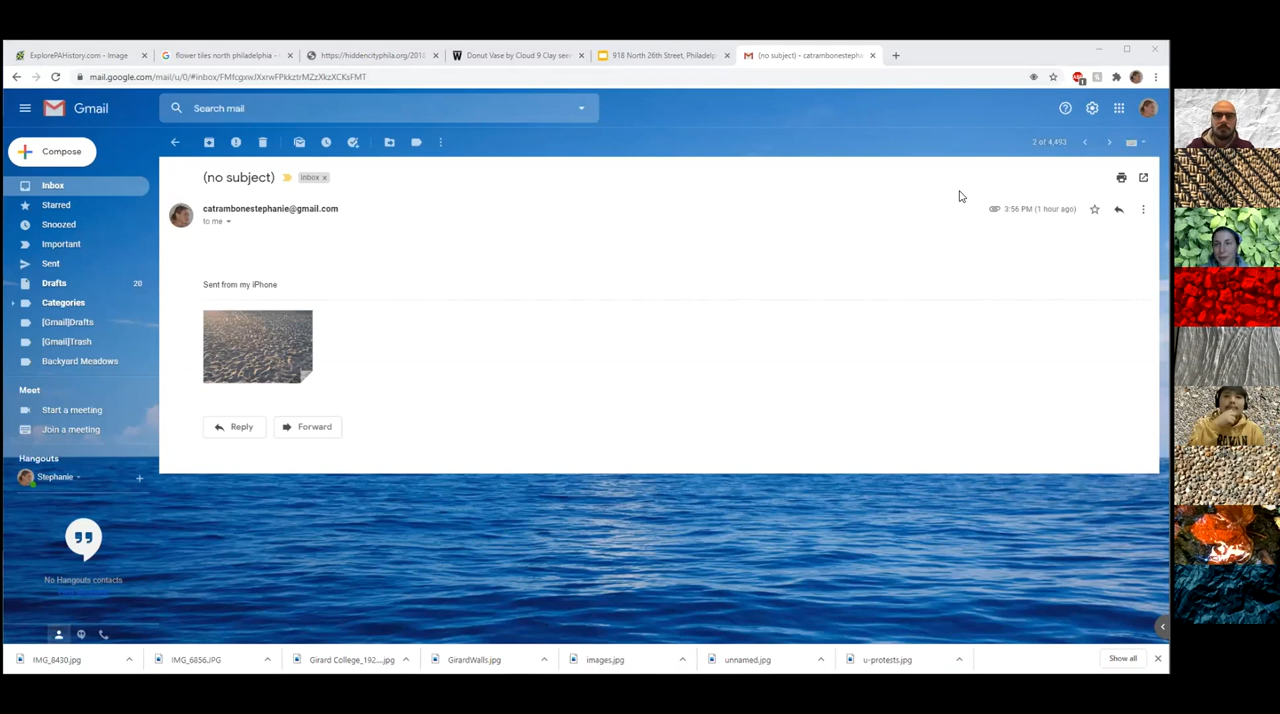 ExplorePAHistory.com - Image
flower tiles north philadelphia - G
https://hiddencityphila.org/2018
Donut Vase by Cloud 9 Clay see
918 North 26th Street, Philadelp
(no subject) - catrambonesteph
mail.google.com/mail/u/0/#inbox/FMfcgxwJXxrwFPkkztrMZzXkzXCKsFMT
Gmail
Search mail
Compose
2 of 4,493
Inbox
(no subject)
Inbox x
Starred
catrambonestephanie@gmail.com
3:56 PM (1 hour ago)
to me
Snoozed
Important
Sent
Drafts 20
Sent from my iPhone
Categories
[Gmail]Drafts
[Gmail]Trash
Backyard Meadows
Meet
Start a meeting
Join a meeting
Reply
Forward
Hangouts
Stephanie
No Hangouts contacts
IMG_8430.jpg
IMG_6856.JPG
Girard College_192....jpg
GirardWalls.jpg
images.jpg
unnamed.jpg
u-protests.jpg
Show all